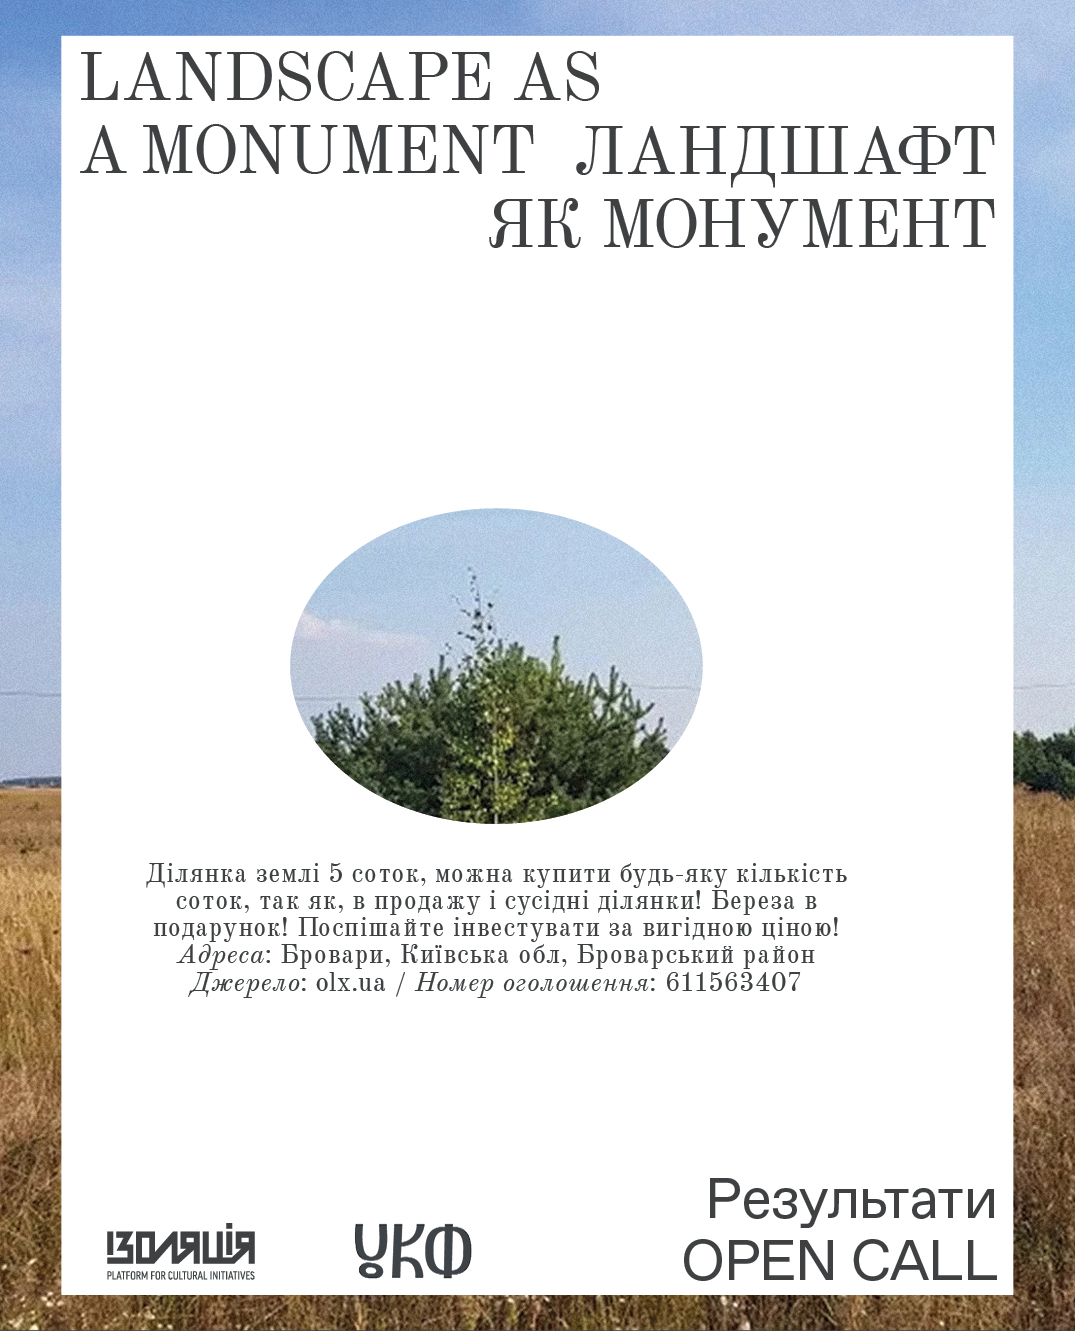 LANDSCAPE AS
A MONUMENT
ЛАНДШАФТ
ЯК МОНУМЕНТ
Ділянка землі 5 соток, можна купити будь-яку кількість
соток, так як, в продажу і сусідні ділянки! Береза в
подарунок! Поспішайте інвестувати за вигідною ціною!
Адреса: Бровари, Київська обл, Броварський район
Джерело: olx.ua / Номер оголошення: 611563407
Результати
OPEN CALL
ІЗОЛЯЦІЯ
PLATFORM FOR CULTURAL INITIATIVES
УКФ